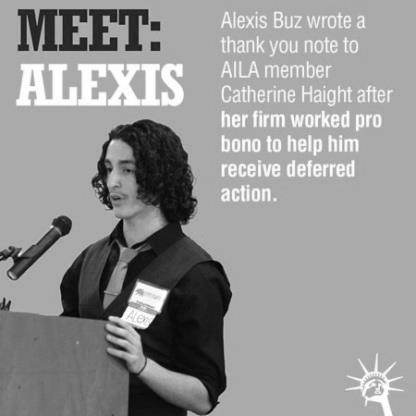 MEET:
ALEXIS
Alexis Buz wrote a
thank you note to
AILA member
Catherine Haight after
her firm worked pro
bono to help him
receive deferred
action.